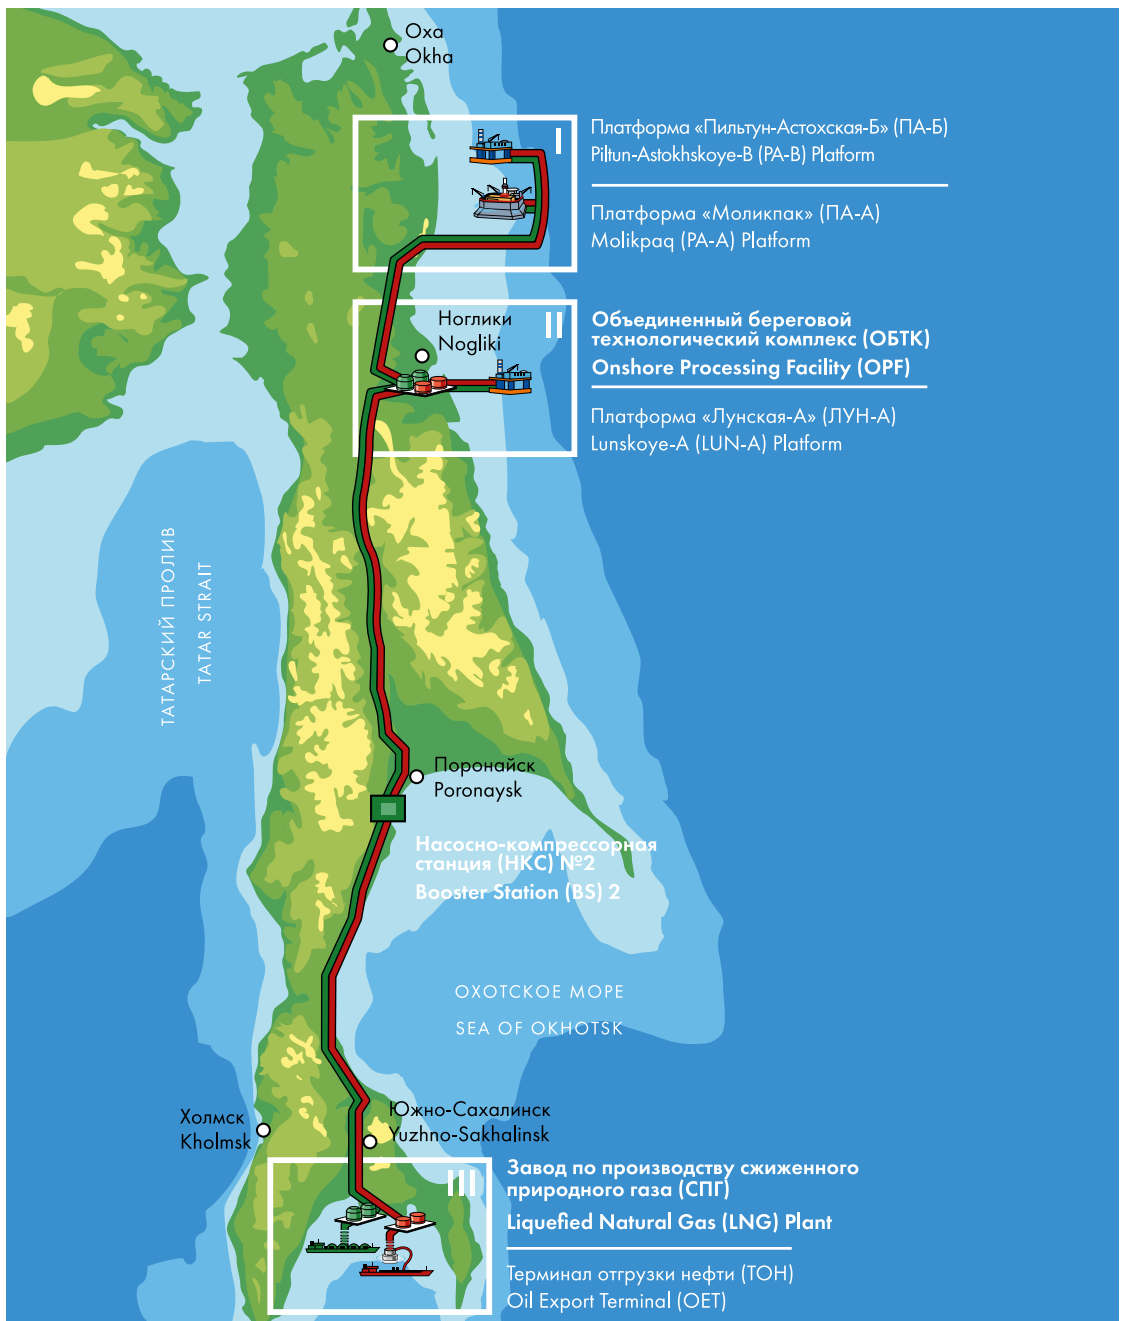 Оха
Okha
I
Платформа «Пильтун-Астохская-Б» (ПА-Б)
Piltun-Astokhskoye-B (PA-B) Platform
Платформа «Моликпак» (ПА-А)
Molikpaq (PA-A) Platform
Ноглики
Nogliki
II
Объединенный береговой
технологический комплекс (ОБТК)
Onshore Processing Facility (OPF)
Платформа «Лунская-А» (ЛУН-А)
Lunskoye-A (LUN-A) Platform
ТАТАРСКИЙ ПРОЛИВ
TATAR STRAIT
Поронайск
Poronaysk
Насосно-компрессорная
станция (НКС) №2
Booster Station (BS) 2
ОХОТСКОЕ МОРЕ
SEA OF OKHOTSK
Холмск
Kholmsk
Южно-Сахалинск
Yuzhno-Sakhalinsk
III
Завод по производству сжиженного
природного газа (СПГ)
Liquefied Natural Gas (LNG) Plant
Терминал отгрузки нефти (ТОН)
Oil Export Terminal (OET)